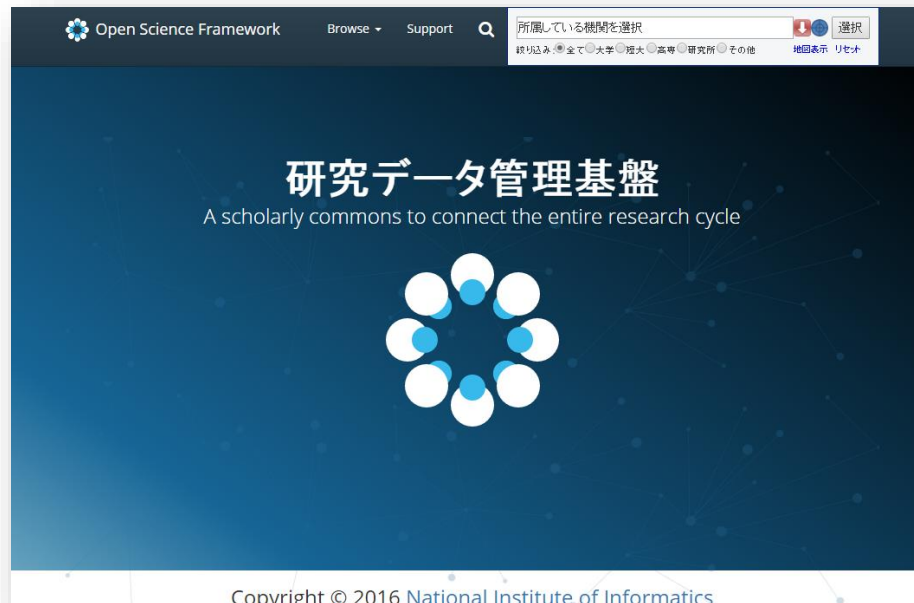 Open Science Framework Browse Support 所属している機関を選択 選択
絞り込み: 全て 大学 短大 高専 研究所 その他 地図表示 リセット
研究データ管理基盤
A scholarly commons to connect the entire research cycle
Copyright © 2016 National Institute of Informatics